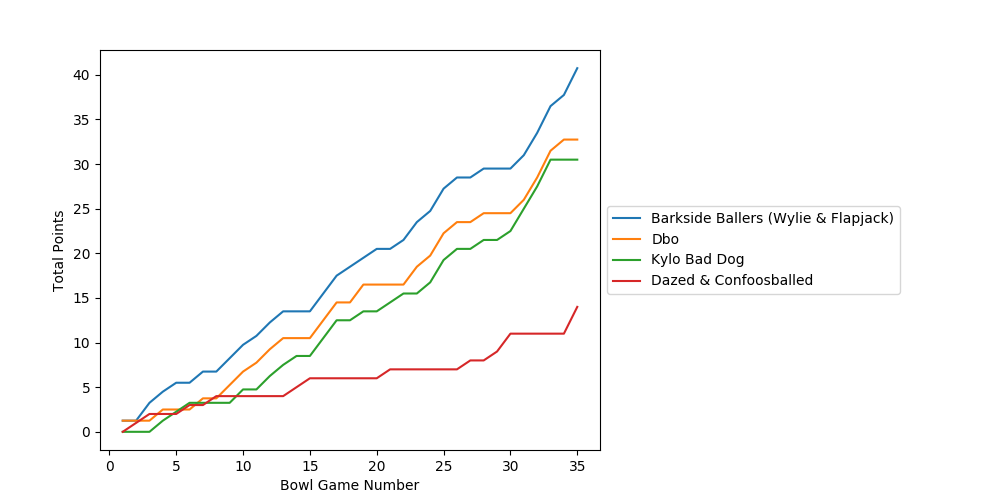 40
35
30
25
20
15
10
5
0
Total Points
0 5 10 15 20 25 30 35
Bowl Game Number
Barkside Ballers (Wylie & Flapjack)
Dbo
Kylo Bad Dog
Dazed & Confoosballed